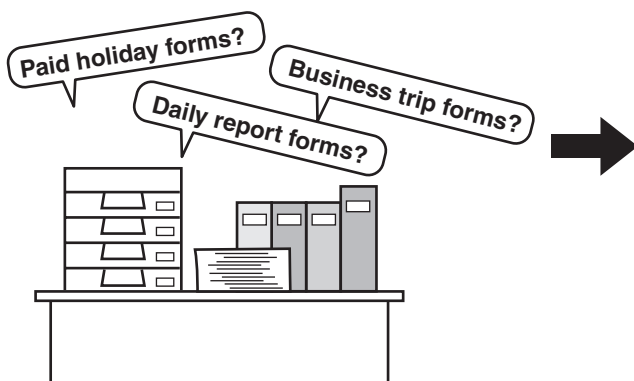 Paid holiday forms?
Business trip forms?
Daily report forms?